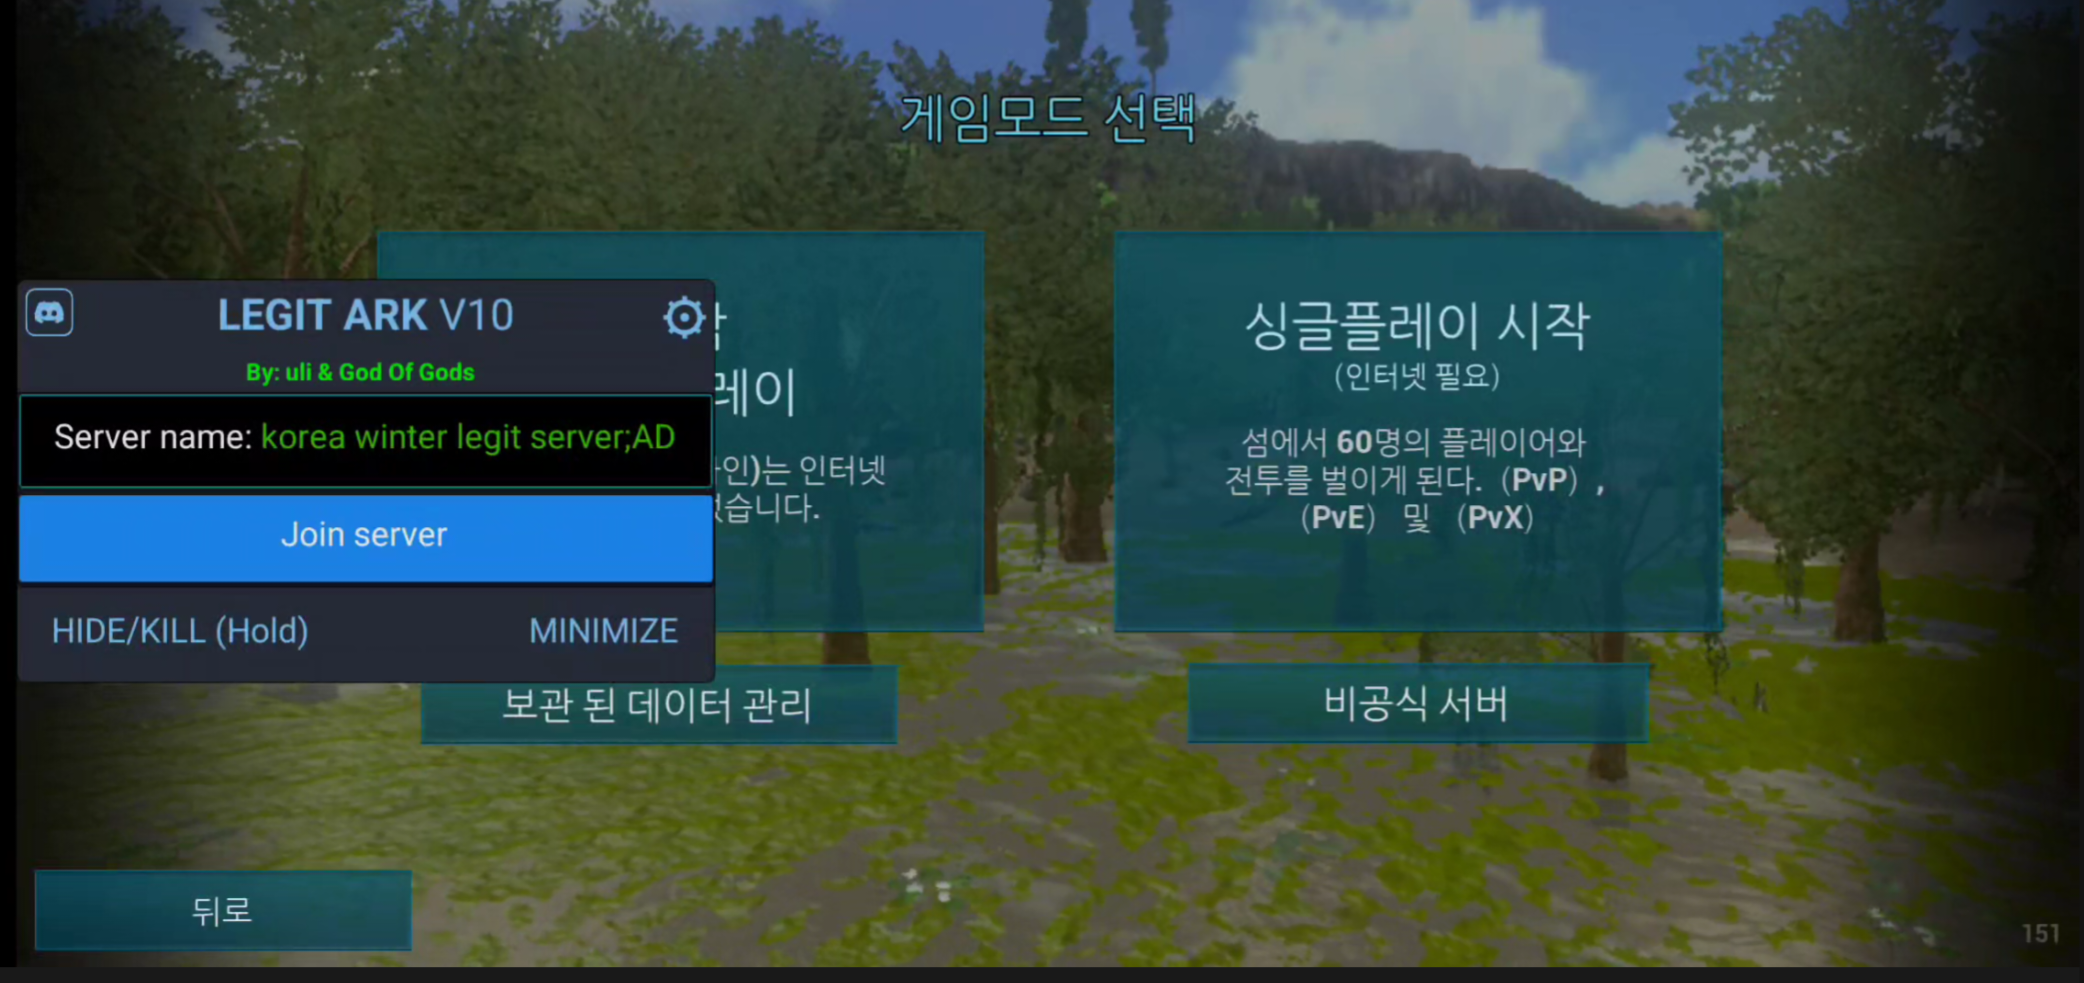 게임모드 선택
LEGIT ARK V10
By: uli & God Of Gods
Server name: korea winter legit server;AD
Join server
HIDE/KILL (Hold)
MINIMIZE
레이
인)는 인터넷
습니다.
보관 된 데이터 관리
싱글플레이 시작
(인터넷 필요)
섬에서 60명의 플레이어와
전투를 벌이게 된다. (PvP) ,
(PvE) 및 (PvX)
비공식 서버
뒤로
151